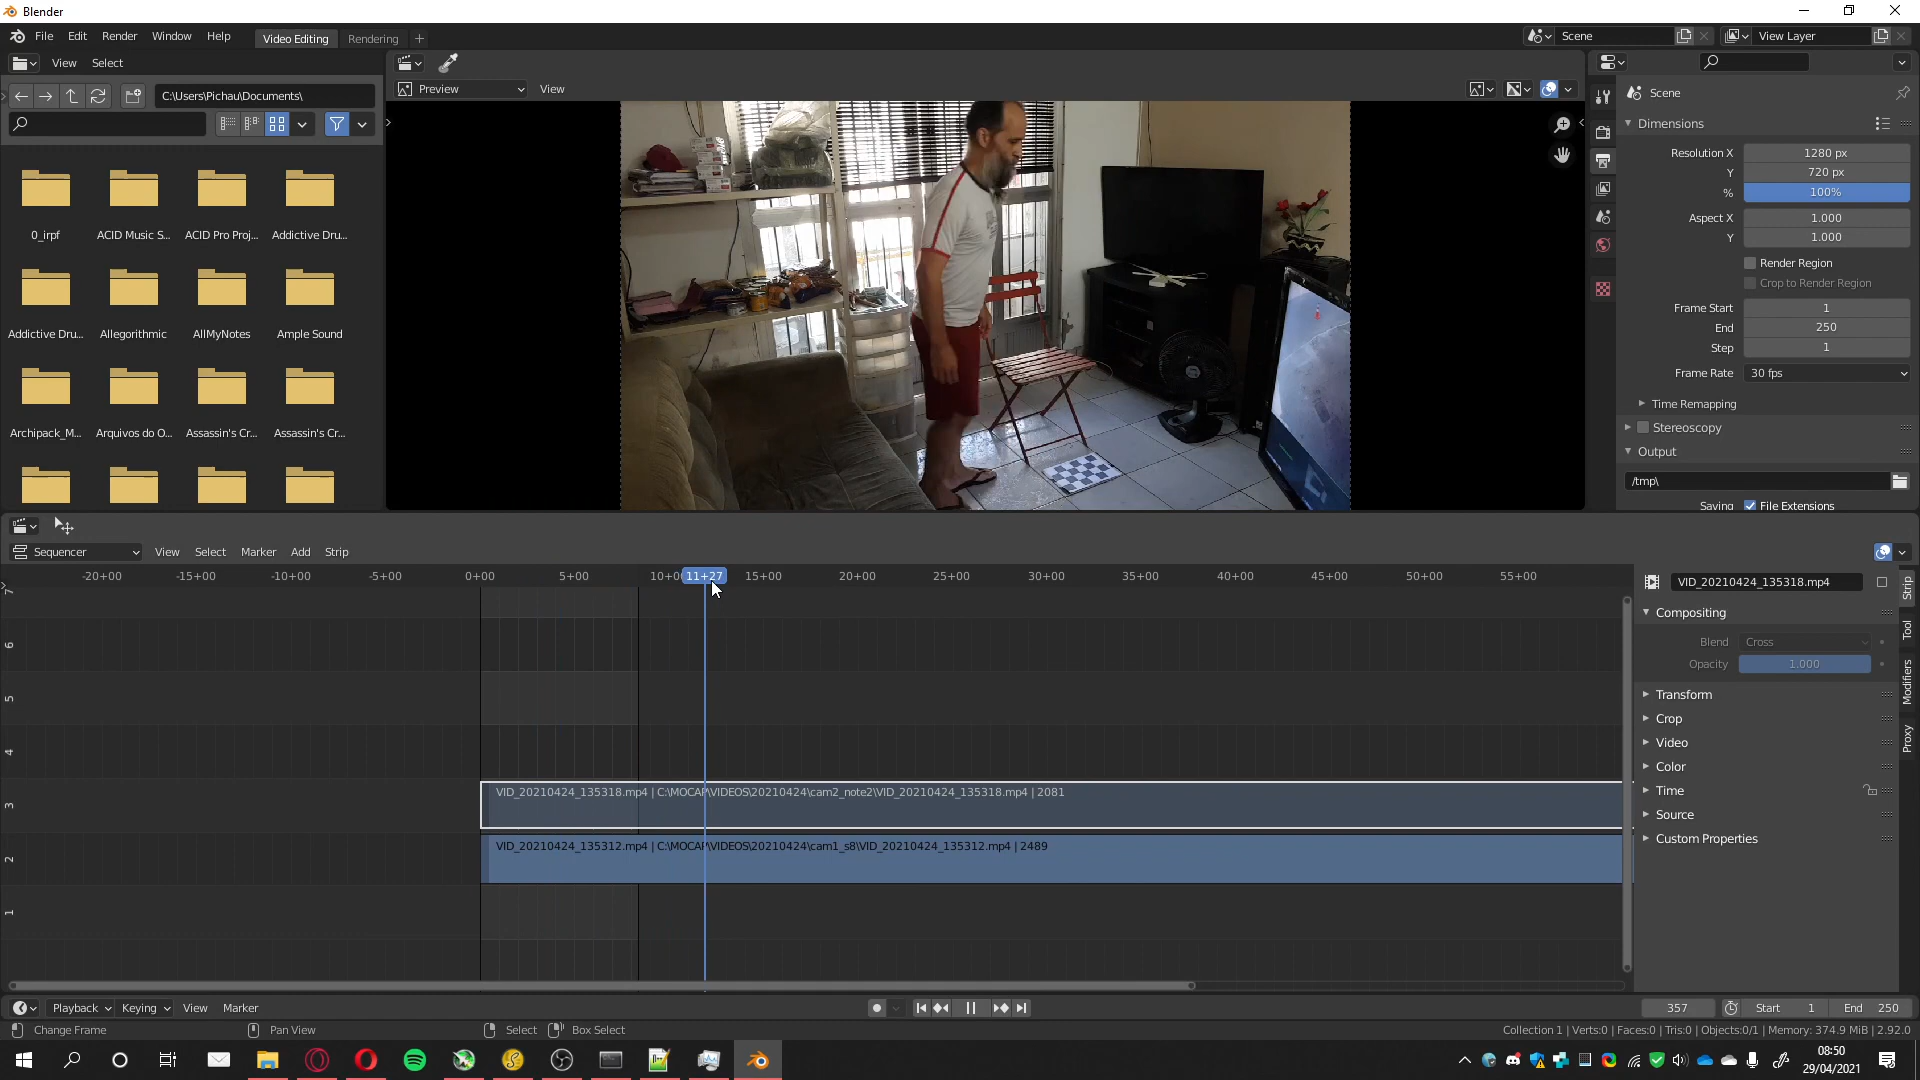 Blender
File Edit Render Window Help Video Editing Rendering + Scene View Layer
View Select
C:\Users\Pichau\Documents\
Preview View
0_irpf ACID Music S... ACID Pro Proj... Addictive Dru...
Addictive Dru... Allegorithmic AllMyNotes Ample Sound
Archipack_M... Arquivos do O... Assassin's Cr... Assassin's Cr...
Scene
Dimensions
Resolution X 1280 px
Y 720 px
% 100%
Aspect X 1.000
Y 1.000
Render Region
Crop to Render Region
Frame Start 1
End 250
Step 1
Frame Rate 30 fps
Time Remapping
Stereoscopy
Output
/tmp\
Saving File Extensions
Sequencer View Select Marker Add Strip
-20+00 -15+00 -10+00 -5+00 0+00 5+00 11+27 15+00 20+00 25+00 30+00 35+00 40+00 45+00 50+00 55+00
7
6
5
4
3
2
1
VID_20210424_135318.mp4 | C:\MOCAP\VIDEOS\20210424\cam2_note2\VID_20210424_135318.mp4 | 2081
VID_20210424_135312.mp4 | C:\MOCAP\VIDEOS\20210424\cam1_s8\VID_20210424_135312.mp4 | 2489
VID_20210424_135318.mp4
Compositing
Blend Cross
Opacity 1.000
Transform
Crop
Video
Color
Time
Source
Custom Properties
Strip
Tool
Modifiers
Proxy
Playback Keying View Marker 357 Start 1 End 250
Change Frame Pan View Select Box Select Collection 1 | Verts:0 | Faces:0 | Tris:0 | Objects:0/1 | Memory: 374.9 MiB | 2.92.0
08:50
29/04/2021